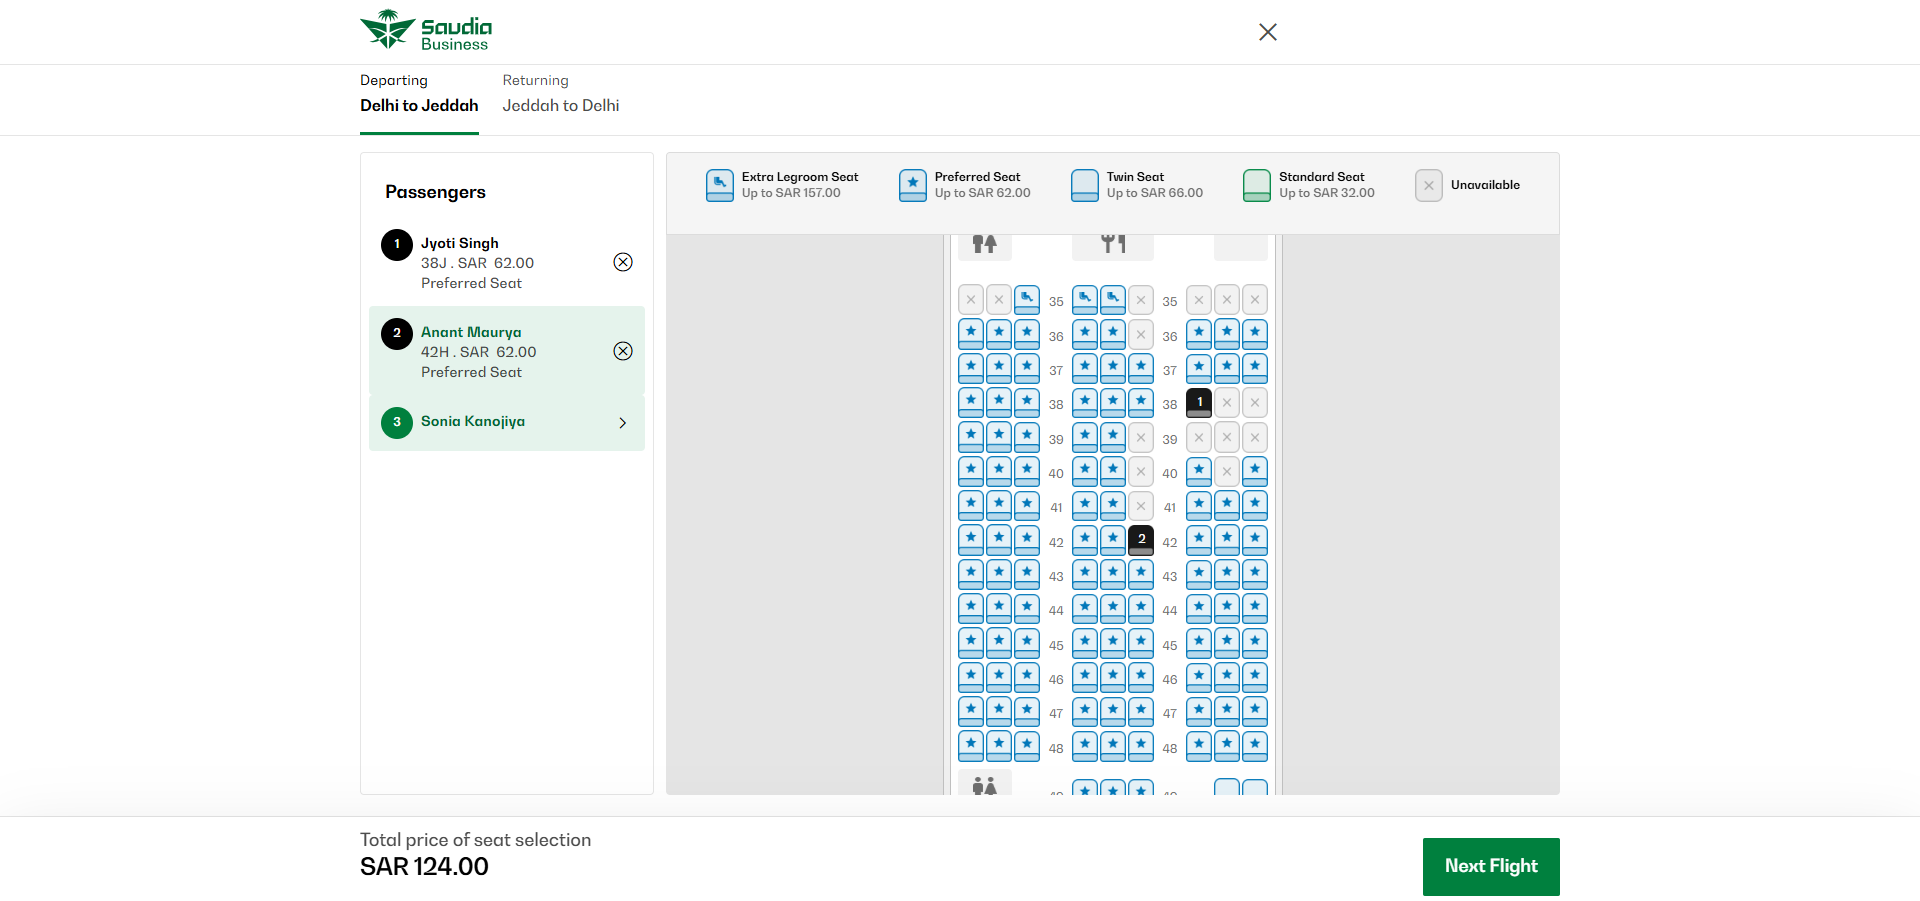 Saudia
Business
Departing
Delhi to Jeddah
Returning
Jeddah to Delhi
Passengers
1
Jyoti Singh
38J . SAR 62.00
Preferred Seat
2
Anant Maurya
42H . SAR 62.00
Preferred Seat
3
Sonia Kanojiya
Extra Legroom Seat
Up to SAR 157.00
Preferred Seat
Up to SAR 62.00
Twin Seat
Up to SAR 66.00
Standard Seat
Up to SAR 32.00
Unavailable
35 35
36 36
37 37
38 38 1
39 39
40 40
41 41
42 2 42
43 43
44 44
45 45
46 46
47 47
48 48
Total price of seat selection
SAR 124.00
Next Flight